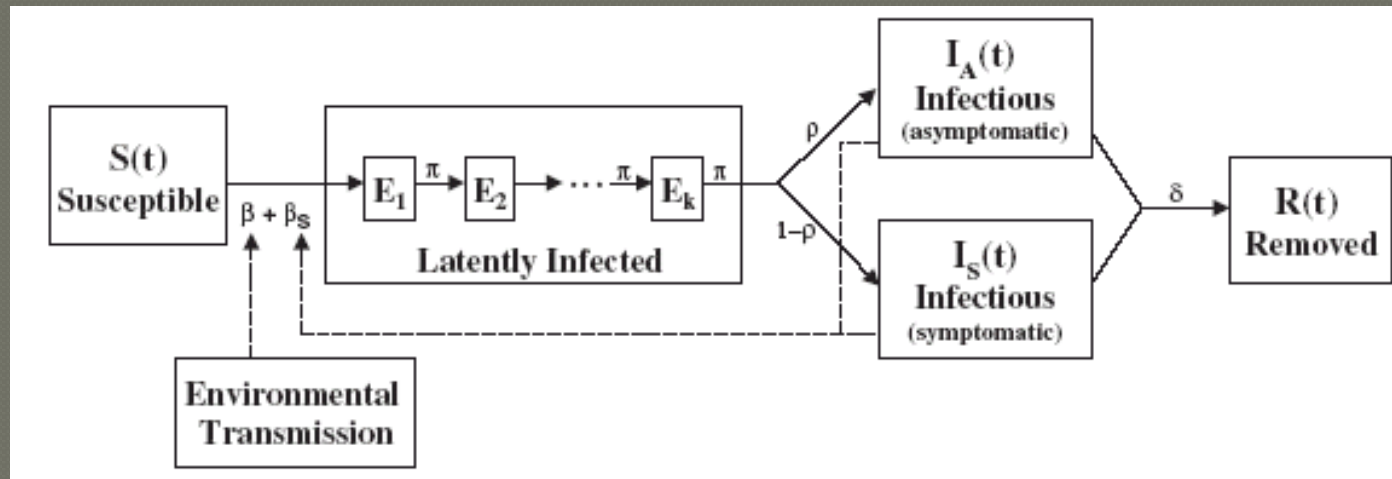 S(t)
Susceptible
β + βs
E1
π
E2
...
π
Ek
π
Latently Infected
ρ
1-ρ
IA(t)
Infectious
(asymptomatic)
IS(t)
Infectious
(symptomatic)
δ
R(t)
Removed
Environmental
Transmission